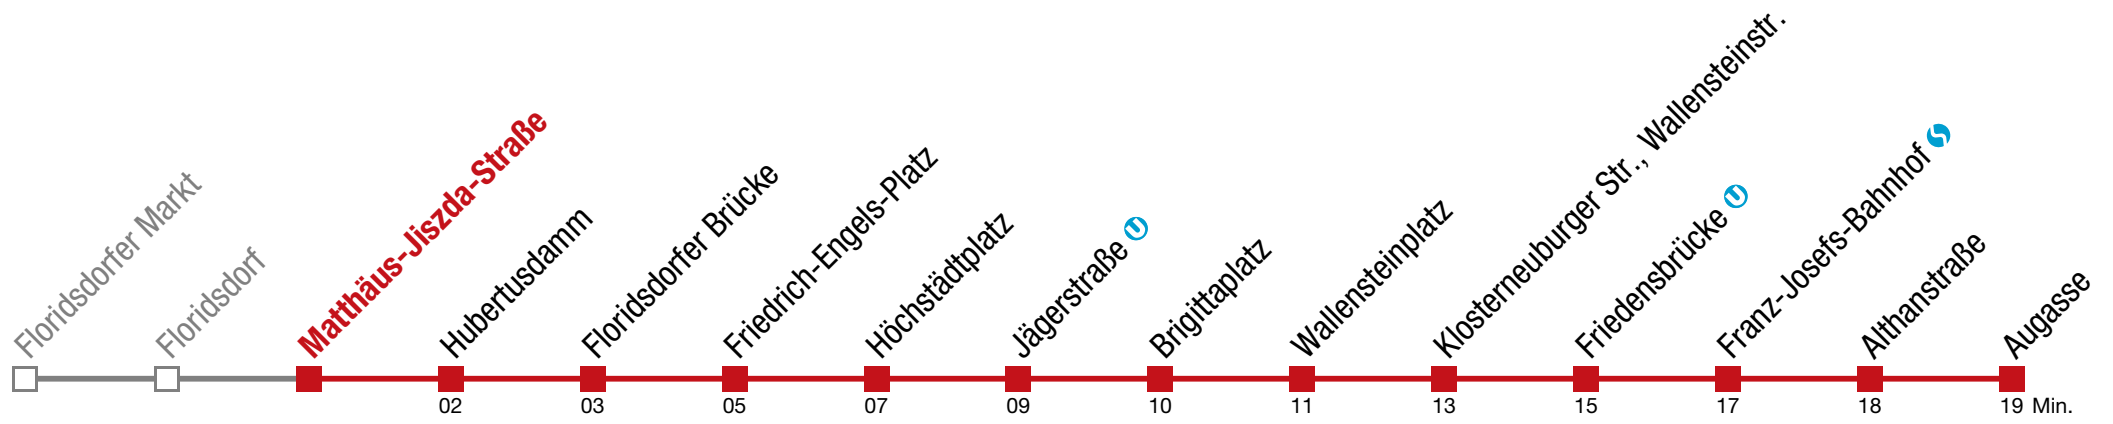 Floridsdorfer Markt
Floridsdorf
Matthäus-Jiszda-Straße
Hubertusdamm
Floridsdorfer Brücke
Friedrich-Engels-Platz
Höchstädtplatz
Jägerstraße U
Brigittaplatz
Wallensteinplatz
Klosterneuburger Str., Wallensteinstr.
Friedensbrücke U
Franz-Josefs-Bahnhof S
Althanstraße
Augasse
02 03 05 07 09 10 11 13 15 17 18 19 Min.